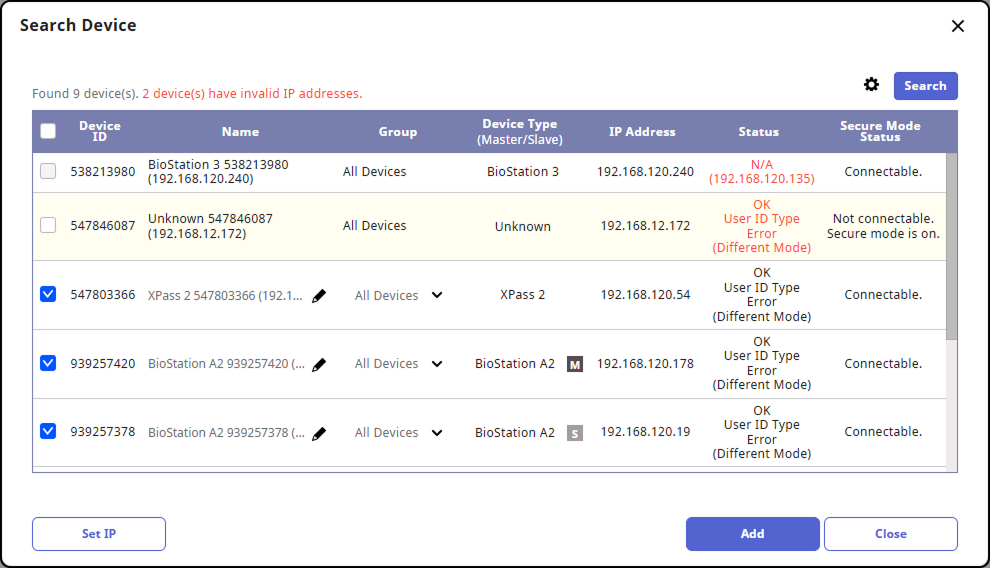 Search Device
Found 9 device(s). 2 device(s) have invalid IP addresses.
Search
Device
ID
Name
Group
Device Type
(Master/Slave)
IP Address
Status
Secure Mode
Status
538213980
BioStation 3 538213980
(192.168.120.240)
All Devices
BioStation 3
192.168.120.240
N/A
(192.168.120.135)
Connectable.
547846087
Unknown 547846087
(192.168.12.172)
All Devices
Unknown
192.168.12.172
OK
User ID Type
Error
(Different Mode)
Not connectable.
Secure mode is on.
547803366
XPass 2 547803366 (192.1...
All Devices
XPass 2
192.168.120.54
OK
User ID Type
Error
(Different Mode)
Connectable.
939257420
BioStation A2 939257420 (...
All Devices
BioStation A2
M
192.168.120.178
OK
User ID Type
Error
(Different Mode)
Connectable.
939257378
BioStation A2 939257378 (...
All Devices
BioStation A2
S
192.168.120.19
OK
User ID Type
Error
(Different Mode)
Connectable.
Set IP
Add
Close